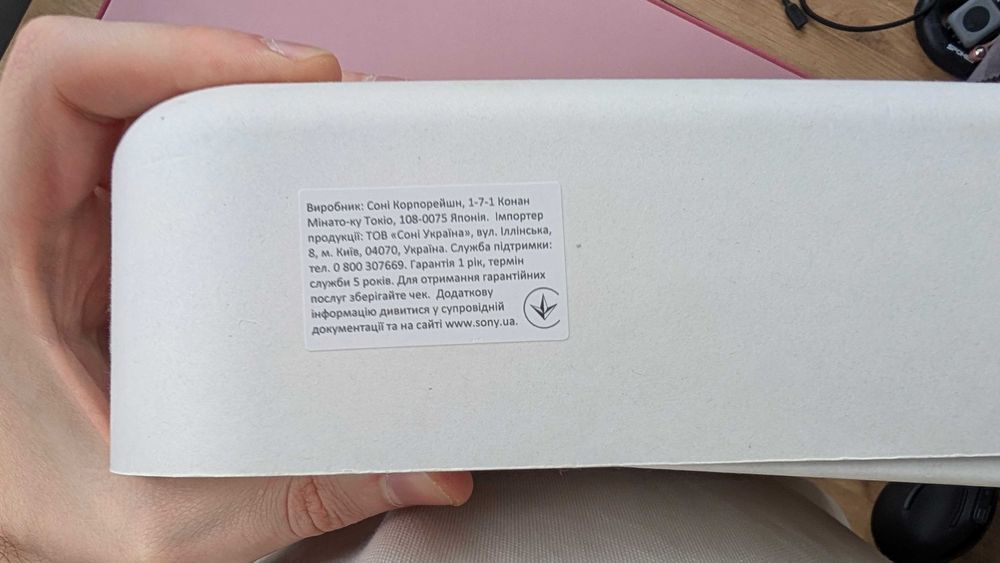 Виробник: Соні Корпорейшн, 1-7-1 Конан
Мінато-ку Токіо, 108-0075 Японія. Імпортер
продукції: ТОВ «Соні Україна», вул. Іллінська,
8, м. Київ, 04070, Україна. Служба підтримки:
тел. 0 800 307669. Гарантія 1 рік, термін
служби 5 років. Для отримання гарантійних
послуг зберігайте чек. Додаткову
інформацію дивитися у супровідній
документації та на сайті www.sony.ua.